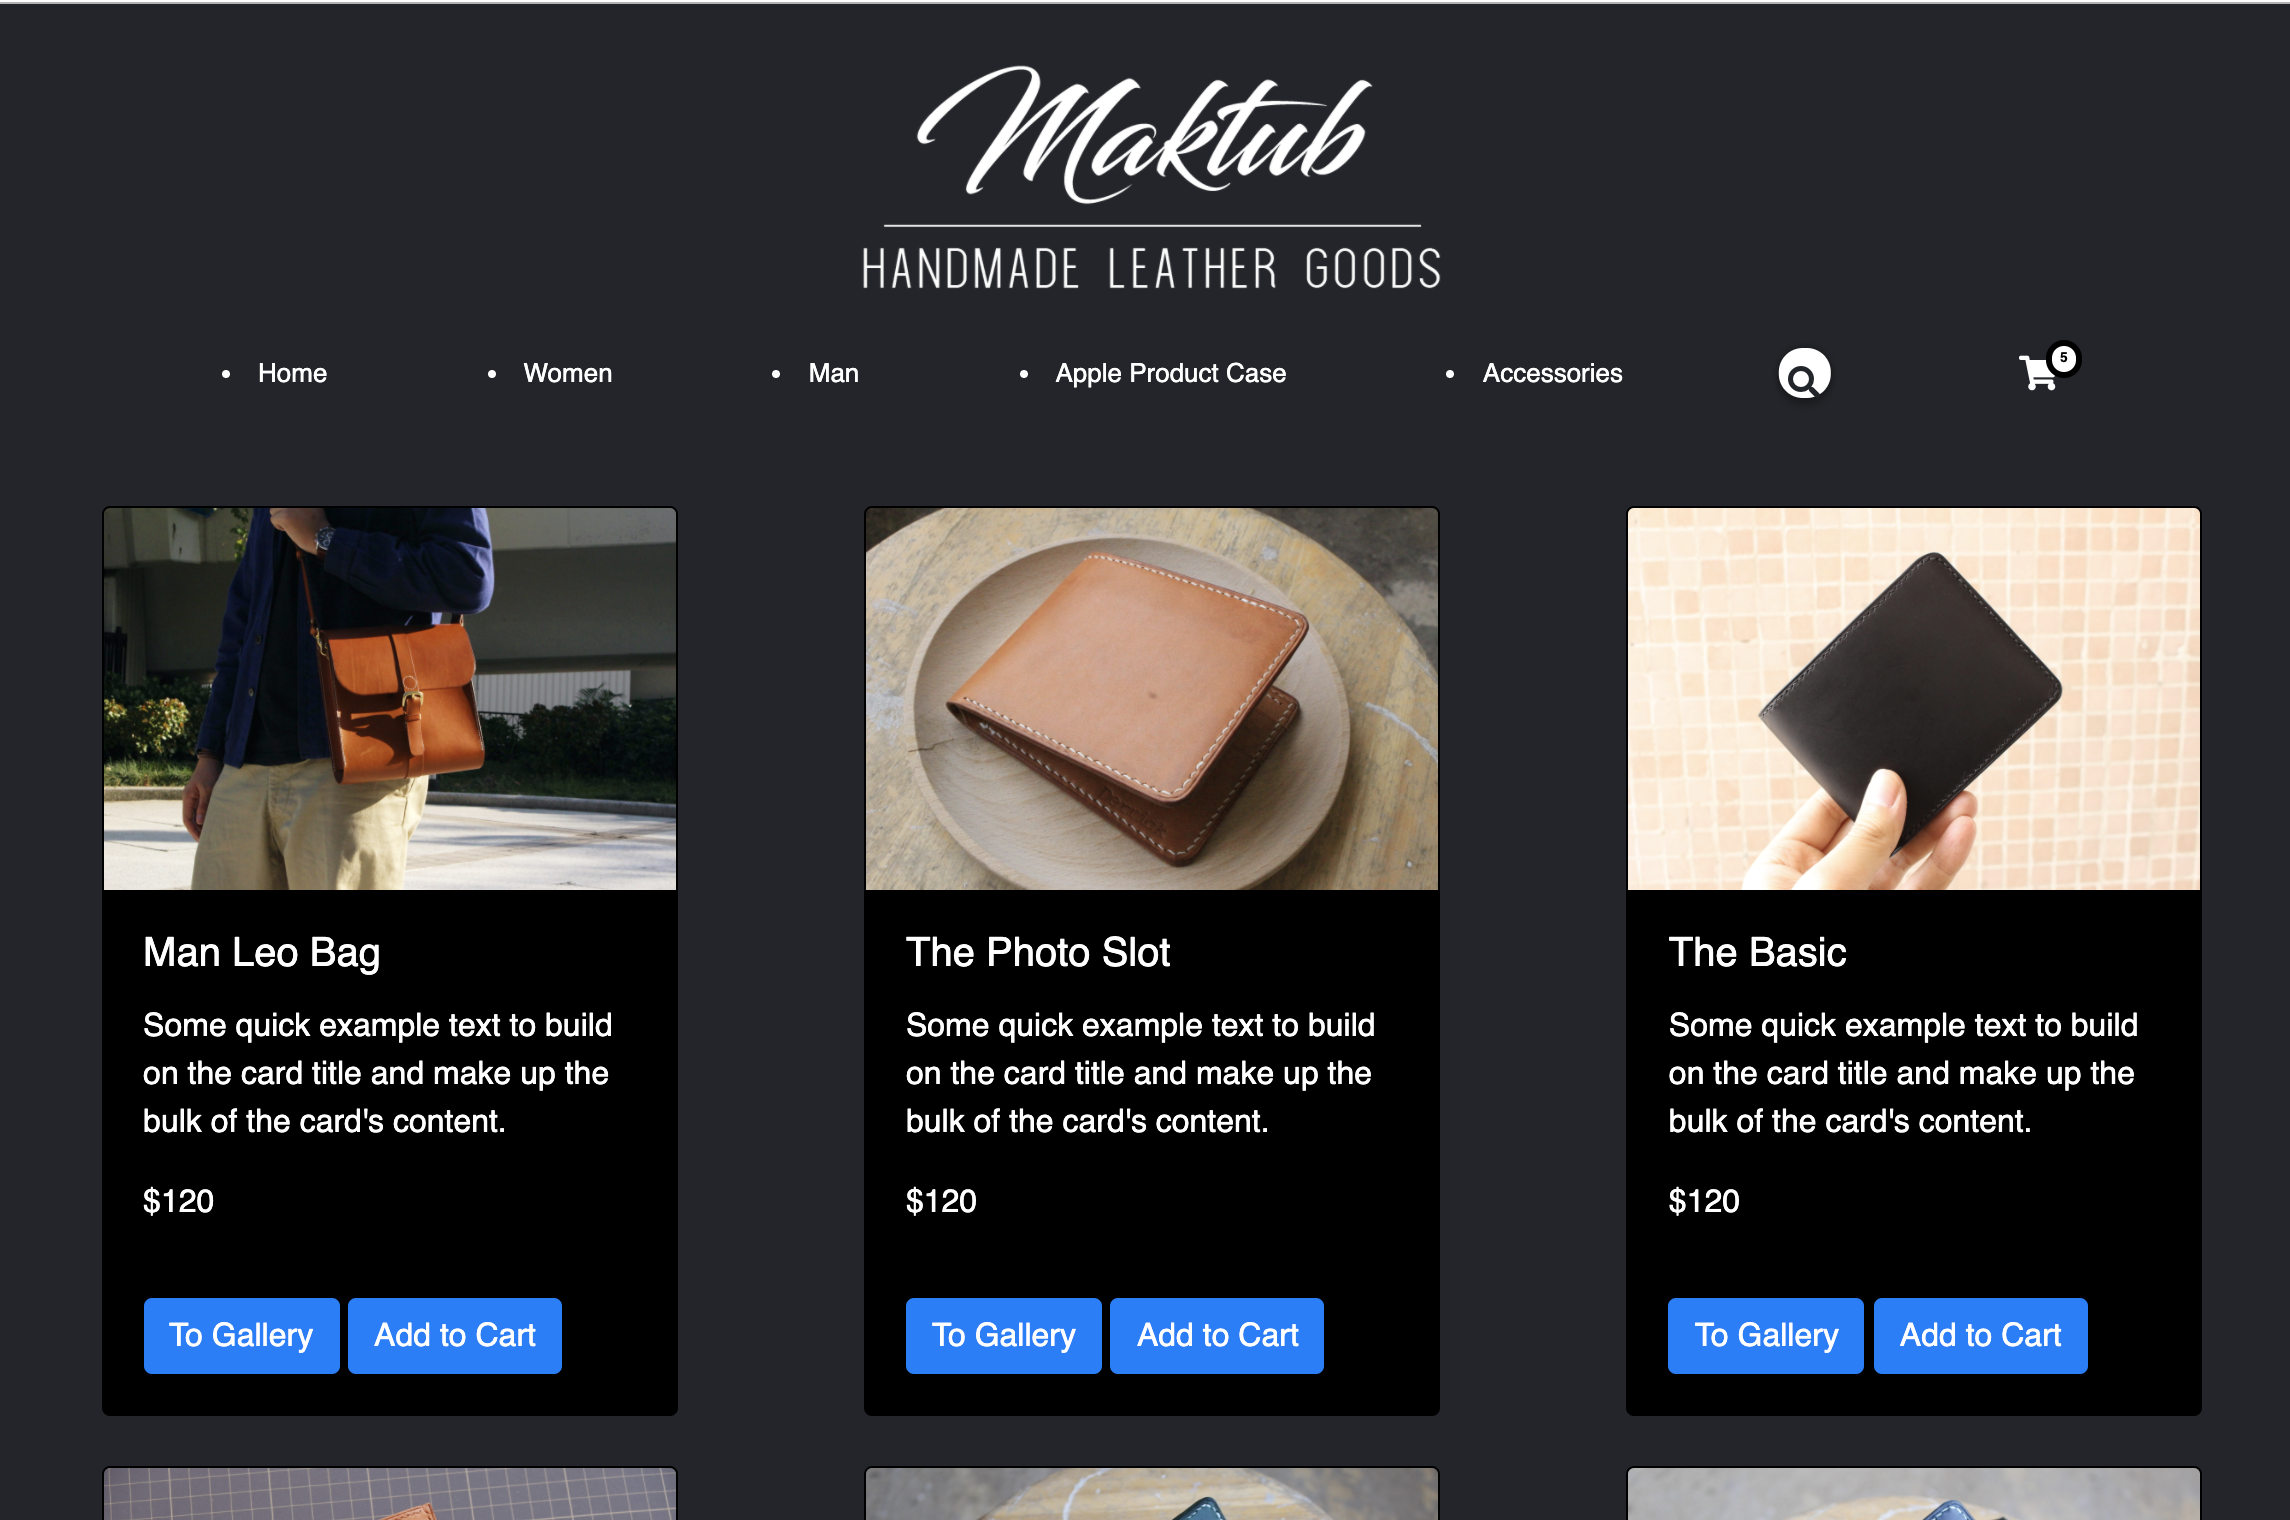 Maktub
HANDMADE LEATHER GOODS
• Home • Women • Man • Apple Product Case • Accessories 5
Man Leo Bag
Some quick example text to build
on the card title and make up the
bulk of the card's content.
$120
To Gallery Add to Cart
The Photo Slot
Some quick example text to build
on the card title and make up the
bulk of the card's content.
$120
To Gallery Add to Cart
The Basic
Some quick example text to build
on the card title and make up the
bulk of the card's content.
$120
To Gallery Add to Cart